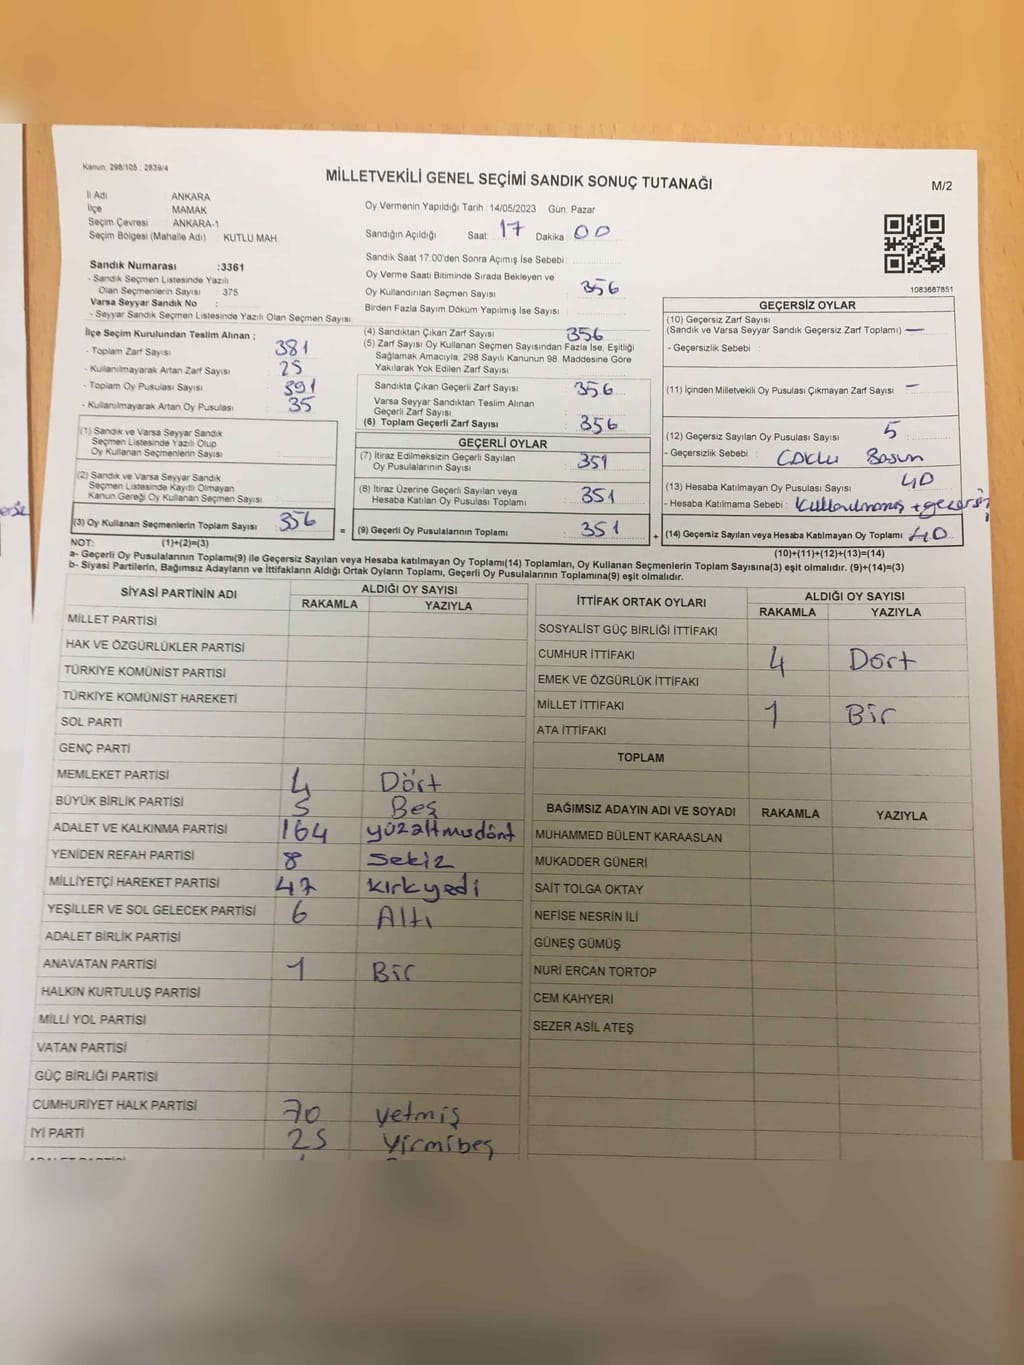 Kanun, 298/105 , 2839/4
MİLLETVEKİLİ GENEL SEÇİMİ SANDIK SONUÇ TUTANAĞI
M/2
İl Adı ANKARA
İlçe MAMAK
Seçim Çevresi ANKARA-1
Seçim Bölgesi (Mahalle Adı) KUTLU MAH
Sandık Numarası :3361
- Sandık Seçmen Listesinde Yazılı
Olan Seçmenlerin Sayısı 375
Varsa Seyyar Sandık No :
- Seyyar Sandık Seçmen Listesinde Yazılı Olan Seçmen Sayısı
Oy Vermenin Yapıldığı Tarih :14/05/2023 Gün: Pazar
Sandığın Açıldığı Saat: 17 Dakika: 00
Sandık Saat 17:00'den Sonra Açımış İse Sebebi :
Oy Verme Saati Bitiminde Sırada Bekleyen ve
Oy Kullandırılan Seçmen Sayısı : 356
Birden Fazla Sayım Döküm Yapılmış İse Sayısı :
1083687851
İlçe Seçim Kurulundan Teslim Alınan ;
- Toplam Zarf Sayısı : 381
- Kullanılmayarak Artan Zarf Sayısı : 25
- Toplam Oy Pusulası Sayısı : 391
- Kullanılmayarak Artan Oy Pusulası : 35
(1) Sandık ve Varsa Seyyar Sandık
Seçmen Listesinde Yazılı Olup
Oy Kullanan Seçmenlerin Sayısı :
(2) Sandık ve Varsa Seyyar Sandık
Seçmen Listesinde Kayıtlı Olmayan
Kanun Gereği Oy Kullanan Seçmen Sayısı :
(3) Oy Kullanan Seçmenlerin Toplam Sayısı : 356
=
(4) Sandıktan Çıkan Zarf Sayısı : 356
(5) Zarf Sayısı Oy Kullanan Seçmen Sayısından Fazla İse, Eşitliği
Sağlamak Amacıyla, 298 Sayılı Kanunun 98. Maddesine Göre
Yakılarak Yok Edilen Zarf Sayısı :
Sandıkta Çıkan Geçerli Zarf Sayısı : 356
Varsa Seyyar Sandıktan Teslim Alınan
Geçerli Zarf Sayısı :
(6) Toplam Geçerli Zarf Sayısı : 356
GEÇERLİ OYLAR
(7) İtiraz Edilmeksizin Geçerli Sayılan
Oy Pusulalarının Sayısı : 351
(8) İtiraz Üzerine Geçerli Sayılan veya
Hesaba Katılan Oy Pusulası Toplamı : 351
(9) Geçerli Oy Pusulalarının Toplamı : 351
+
GEÇERSİZ OYLAR
(10) Geçersiz Zarf Sayısı
(Sandık ve Varsa Seyyar Sandık Geçersiz Zarf Toplamı) : —
- Geçersizlik Sebebi :
(11) İçinden Milletvekili Oy Pusulası Çıkmayan Zarf Sayısı : —
(12) Geçersiz Sayılan Oy Pusulası Sayısı : 5
- Geçersizlik Sebebi : Çoklu Basım
(13) Hesaba Katılmayan Oy Pusulası Sayısı : 40
- Hesaba Katılmama Sebebi : Kullanılmamış + geçersiz
(14) Geçersiz Sayılan veya Hesaba Katılmayan Oy Toplamı : 40
NOT: (1)+(2)=(3)
(10)+(11)+(12)+(13)=(14)
a- Geçerli Oy Pusulalarının Toplamı(9) ile Geçersiz Sayılan veya Hesaba katılmayan Oy Toplamı(14) Toplamları, Oy Kullanan Seçmenlerin Toplam Sayısına(3) eşit olmalıdır. (9)+(14)=(3)
b- Siyasi Partilerin, Bağımsız Adayların ve İttifakların Aldığı Ortak Oyların Toplamı, Geçerli Oy Pusulalarının Toplamına(9) eşit olmalıdır.
SİYASİ PARTİNİN ADI ALDIĞI OY SAYISI
RAKAMLA YAZIYLA
MİLLET PARTİSİ
HAK VE ÖZGÜRLÜKLER PARTİSİ
TÜRKİYE KOMÜNİST PARTİSİ
TÜRKİYE KOMÜNİST HAREKETİ
SOL PARTİ
GENÇ PARTİ
MEMLEKET PARTİSİ 4 Dört
BÜYÜK BİRLİK PARTİSİ 5 Beş
ADALET VE KALKINMA PARTİSİ 164 yüzaltmışdört
YENİDEN REFAH PARTİSİ 8 Sekiz
MİLLİYETÇİ HAREKET PARTİSİ 47 Kırkyedi
YEŞİLLER VE SOL GELECEK PARTİSİ 6 Altı
ADALET BİRLİK PARTİSİ
ANAVATAN PARTİSİ 1 Bir
HALKIN KURTULUŞ PARTİSİ
MİLLİ YOL PARTİSİ
VATAN PARTİSİ
GÜÇ BİRLİĞİ PARTİSİ
CUMHURİYET HALK PARTİSİ 70 yetmiş
İYİ PARTİ 25 Yirmibeş
İTTİFAK ORTAK OYLARI ALDIĞI OY SAYISI
RAKAMLA YAZIYLA
SOSYALİST GÜÇ BİRLİĞİ İTTİFAKI
CUMHUR İTTİFAKI 4 Dört
EMEK VE ÖZGÜRLÜK İTTİFAKI
MİLLET İTTİFAKI 1 Bir
ATA İTTİFAKI
TOPLAM
BAĞIMSIZ ADAYIN ADI VE SOYADI RAKAMLA YAZIYLA
MUHAMMED BÜLENT KARAASLAN
MUKADDER GÜNERİ
SAİT TOLGA OKTAY
NEFİSE NESRİN İLİ
GÜNEŞ GÜMÜŞ
NURİ ERCAN TORTOP
CEM KAHYERİ
SEZER ASİL ATEŞ